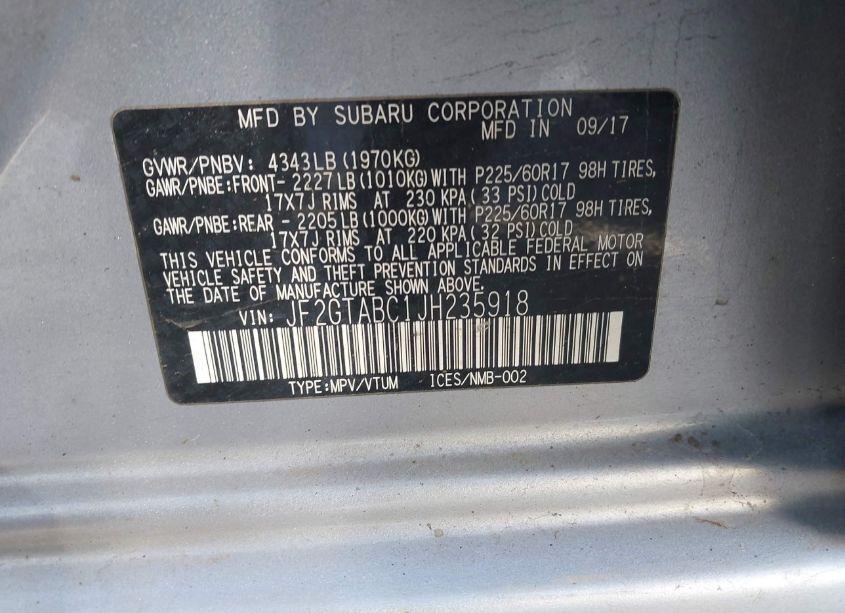 MFD BY SUBARU CORPORATION
MFD IN 09/17
GVWR/PNBV: 4343LB(1970KG)
GAWR/PNBE:FRONT-2227LB(1010KG)WITH P225/60R17 98H TIRES,
17X7J RIMS AT 230 KPA(33 PSI)COLD
GAWR/PNBE:REAR -2205LB(1000KG)WITH P225/60R17 98H TIRES,
17X7J RIMS AT 220 KPA(32 PSI)COLD
THIS VEHICLE CONFORMS TO ALL APPLICABLE FEDERAL MOTOR
VEHICLE SAFETY AND THEFT PREVENTION STANDARDS IN EFFECT ON
THE DATE OF MANUFACTURE SHOWN ABOVE.
VIN: JF2GTABC1JH235918
TYPE:MPV/VTUM ICES/NMB-002